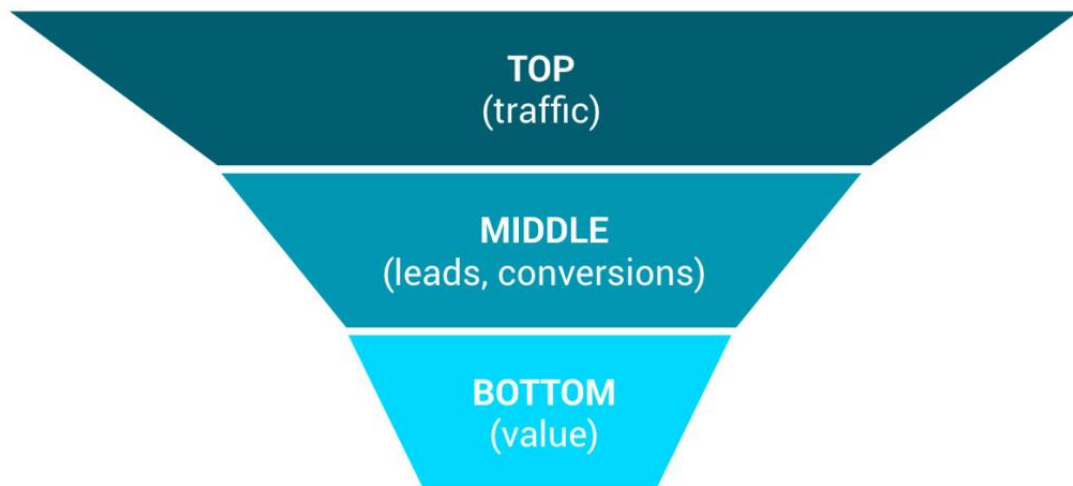 TOP
(traffic)
MIDDLE
(leads, conversions)
BOTTOM
(value)